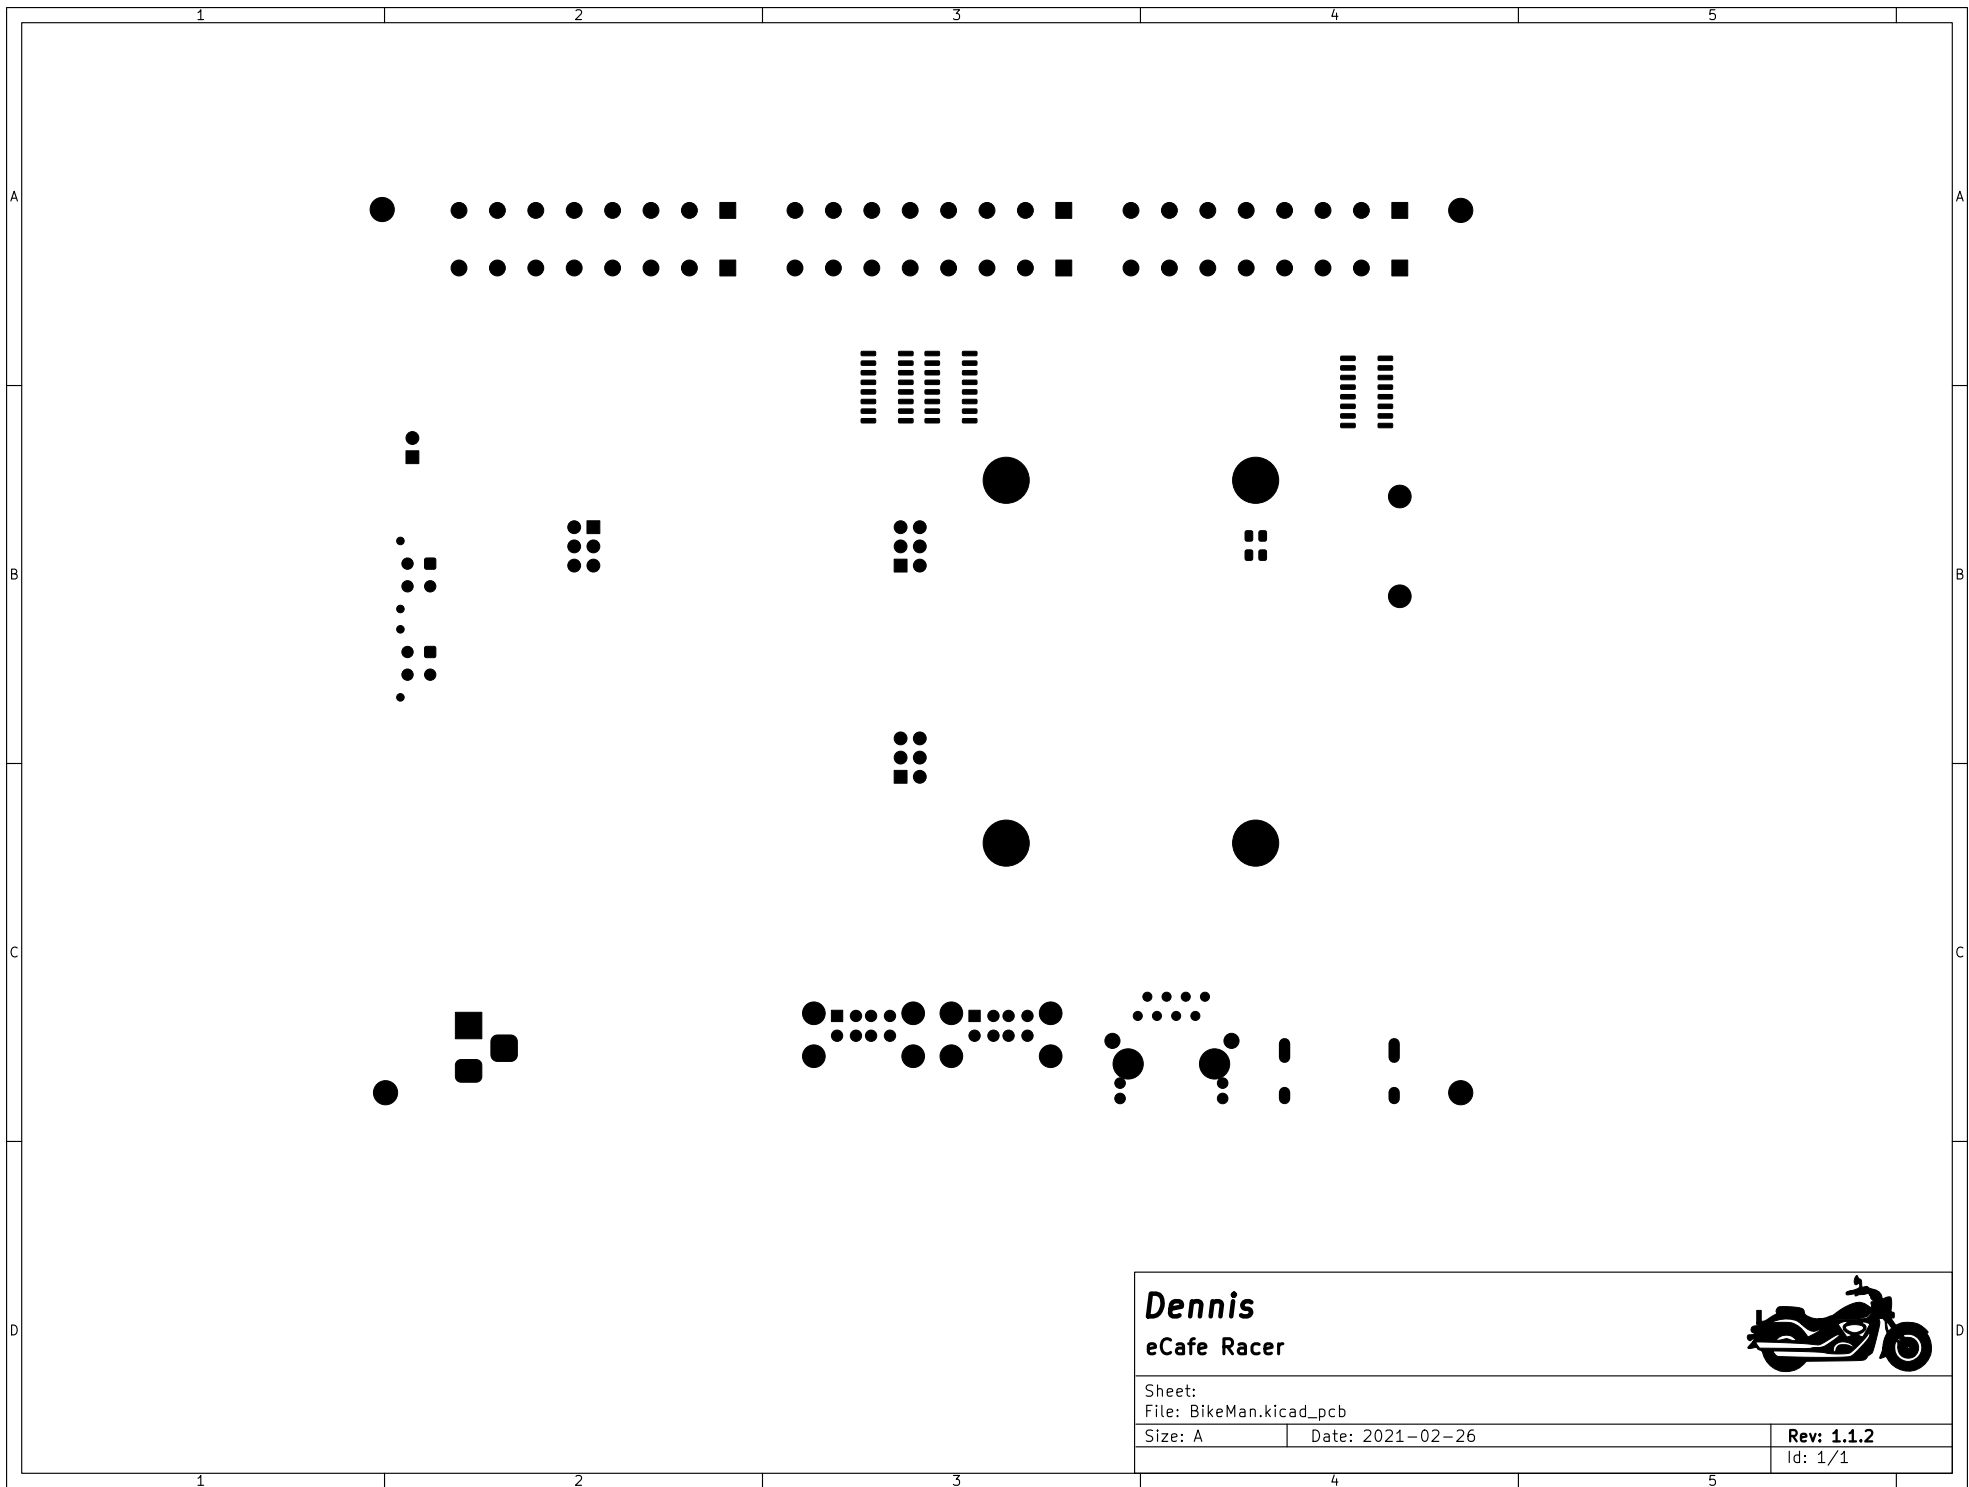 1 2 3 4 5
A A
B B
C C
D D
Dennis
eCafe Racer
Sheet:
File: BikeMan.kicad_pcb
Size: A Date: 2021-02-26 Rev: 1.1.2
Id: 1/1
1 2 3 4 5